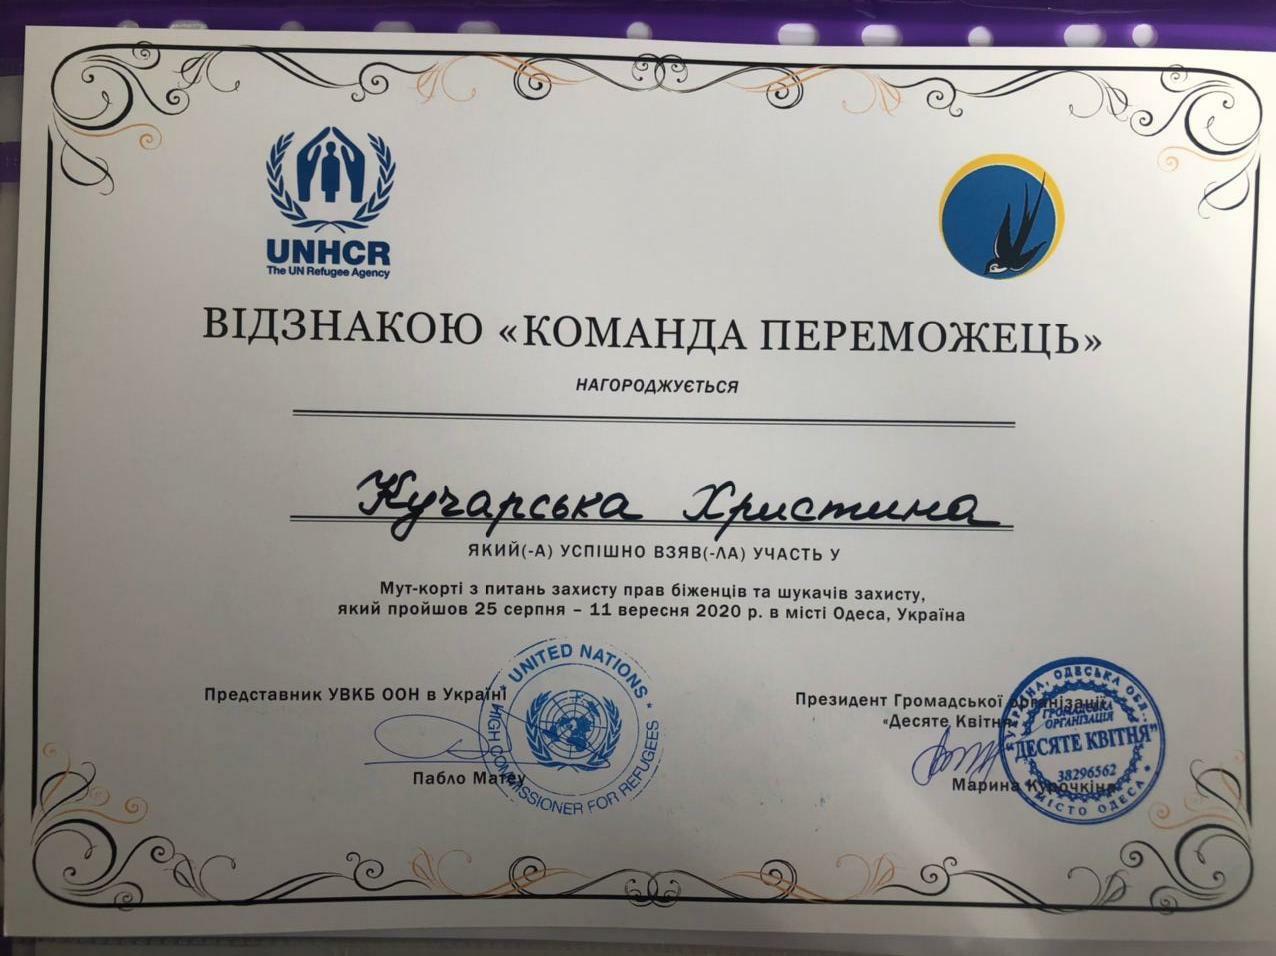 UNHCR
The UN Refugee Agency
ВІДЗНАКОЮ «КОМАНДА ПЕРЕМОЖЕЦЬ»
НАГОРОДЖУЄТЬСЯ
Кучарська Христина
ЯКИЙ(-А) УСПІШНО ВЗЯВ(-ЛА) УЧАСТЬ У
Мут-корті з питань захисту прав біженців та шукачів захисту,
який пройшов 25 серпня – 11 вересня 2020 р. в місті Одеса, Україна
Представник УВКБ ООН в Україні
Пабло Матеу
UNITED NATIONS
HIGH COMMISSIONER FOR REFUGEES
Президент Громадської організації
«Десяте Квітня»
Марина Курочкіна
УКРАЇНА, ОДЕСЬКА ОБЛ.,
ГРОМАДСЬКА
ОРГАНІЗАЦІЯ
"ДЕСЯТЕ КВІТНЯ"
38296562
МІСТО ОДЕСА